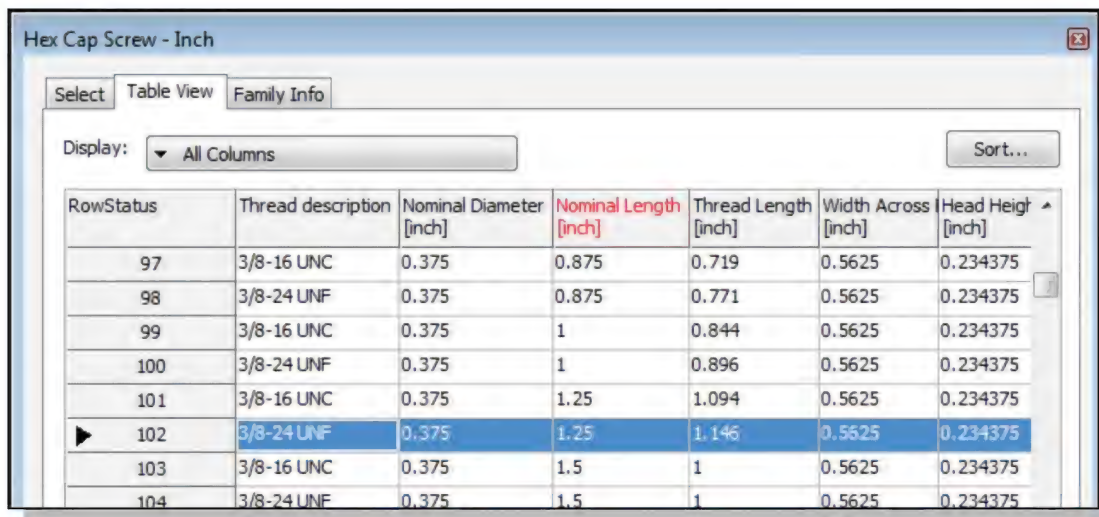 Hex Cap Screw - Inch
Select Table View Family Info
Display: All Columns Sort...
RowStatus Thread description Nominal Diameter [inch] Nominal Length [inch] Thread Length [inch] Width Across [inch] Head Heigh [inch]
97 3/8-16 UNC 0.375 0.875 0.719 0.5625 0.234375
98 3/8-24 UNF 0.375 0.875 0.771 0.5625 0.234375
99 3/8-16 UNC 0.375 1 0.844 0.5625 0.234375
100 3/8-24 UNF 0.375 1 0.896 0.5625 0.234375
101 3/8-16 UNC 0.375 1.25 1.094 0.5625 0.234375
102 3/8-24 UNF 0.375 1.25 1.146 0.5625 0.234375
103 3/8-16 UNC 0.375 1.5 1 0.5625 0.234375
104 3/8-24 UNF 0.375 1.5 1 0.5625 0.234375